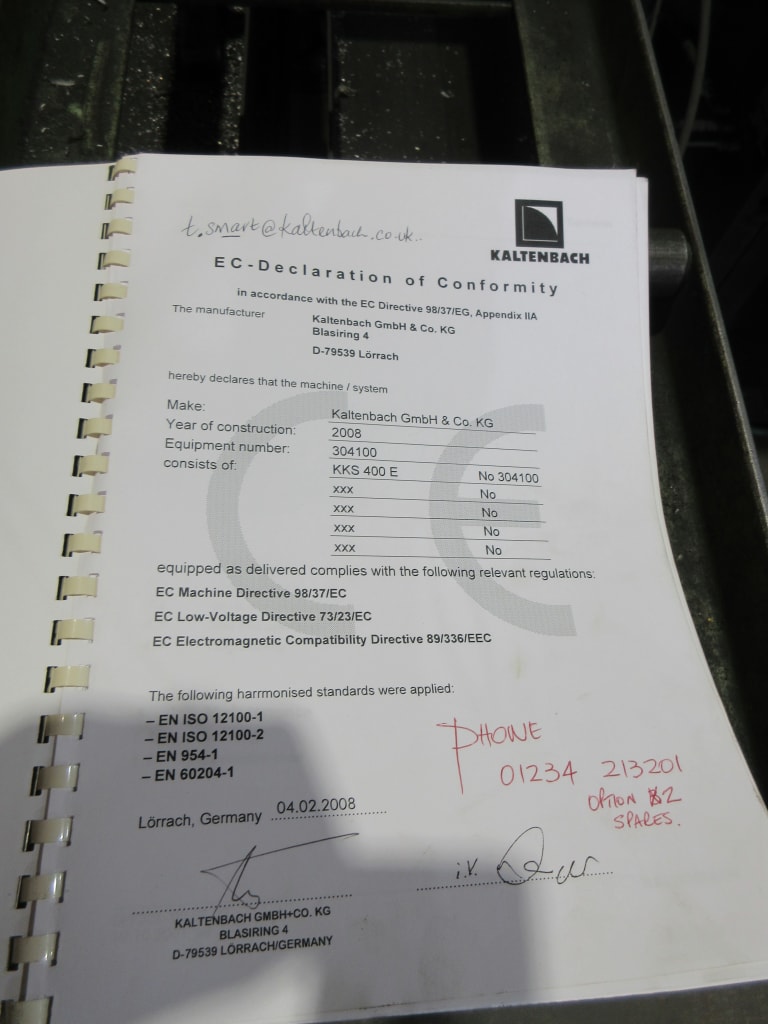 t.smart@kaltenbach.co.uk..
KALTENBACH
EC-Declaration of Conformity
in accordance with the EC Directive 98/37/EG, Appendix IIA
The manufacturer
Kaltenbach GmbH & Co. KG
Blasiring 4
D-79539 Lörrach
hereby declares that the machine / system
CE
Make: Kaltenbach GmbH & Co. KG
Year of construction: 2008
Equipment number: 304100
consists of: KKS 400 E No 304100
xxx No
xxx No
xxx No
xxx No
equipped as delivered complies with the following relevant regulations:
EC Machine Directive 98/37/EC
EC Low-Voltage Directive 73/23/EC
EC Electromagnetic Compatibility Directive 89/336/EEC
The following harrmonised standards were applied:
– EN ISO 12100-1
– EN ISO 12100-2
– EN 954-1
– EN 60204-1
PHONE
01234 213201
OPTION 2
SPARES.
Lörrach, Germany 04.02.2008
i.V.
KALTENBACH GMBH+CO. KG
BLASIRING 4
D-79539 LÖRRACH/GERMANY